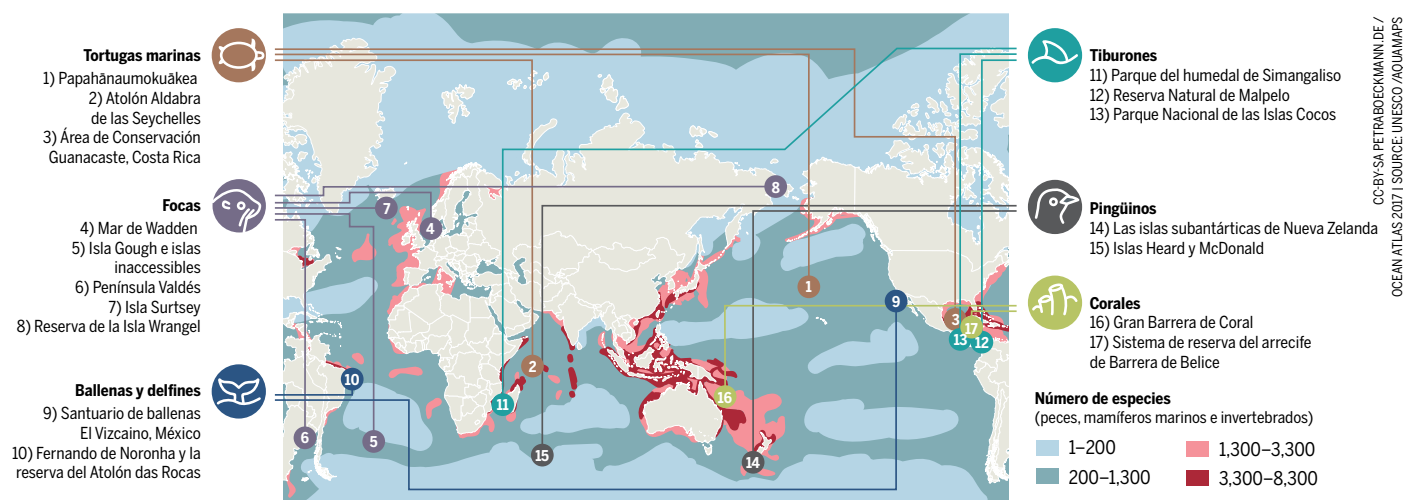 Tortugas marinas
1) Papahānaumokuākea
2) Atolón Aldabra
de las Seychelles
3) Área de Conservación
Guanacaste, Costa Rica
Focas
4) Mar de Wadden
5) Isla Gough e islas
inaccessibles
6) Península Valdés
7) Isla Surtsey
8) Reserva de la Isla Wrangel
Ballenas y delfines
9) Santuario de ballenas
El Vizcaino, México
10) Fernando de Noronha y la
reserva del Atolón das Rocas
8
7
4
1
9
3
17
13
12
2
10
11
16
6
5
15
14
Tiburones
11) Parque del humedal de Simangaliso
12) Reserva Natural de Malpelo
13) Parque Nacional de las Islas Cocos
Pingüinos
14) Las islas subantárticas de Nueva Zelanda
15) Islas Heard y McDonald
Corales
16) Gran Barrera de Coral
17) Sistema de reserva del arrecife
de Barrera de Belice
Número de especies
(peces, mamíferos marinos e invertebrados)
1–200
200–1,300
1,300–3,300
3,300–8,300
CC-BY-SA PETRABOECKMANN.DE /
OCEAN ATLAS 2017 | SOURCE: UNESCO /AQUAMAPS